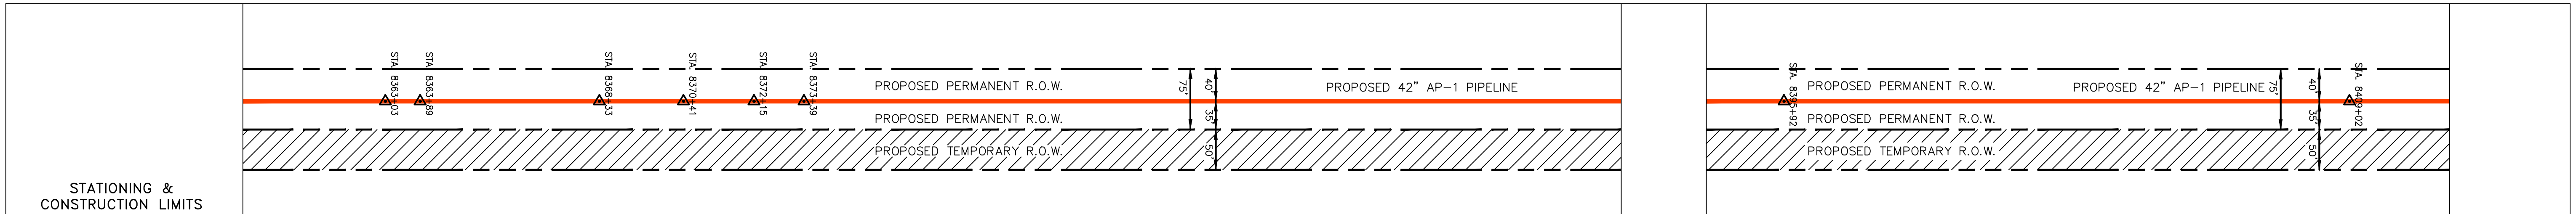 STATIONING &
CONSTRUCTION LIMITS
STA. 8363+03
STA. 8363+89
STA. 8368+33
STA. 8370+41
STA. 8372+15
STA. 8373+39
PROPOSED PERMANENT R.O.W.
PROPOSED PERMANENT R.O.W.
PROPOSED TEMPORARY R.O.W.
75'
40'
35'
50'
PROPOSED 42" AP-1 PIPELINE
STA. 8395+92
PROPOSED PERMANENT R.O.W.
PROPOSED PERMANENT R.O.W.
PROPOSED TEMPORARY R.O.W.
PROPOSED 42" AP-1 PIPELINE
75'
40'
35'
50'
STA. 8409+02